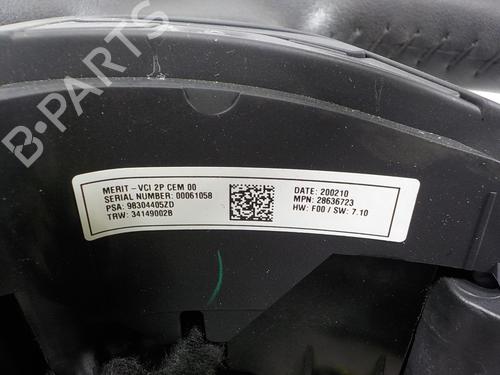 B-PARTS
MERIT -VCI 2P CEM 00
SERIAL NUMBER: 00061058
PSA: 98304405ZD
TRW: 34149002B
DATE: 200210
MPN: 28636723
HW: F00 / SW: 7.10